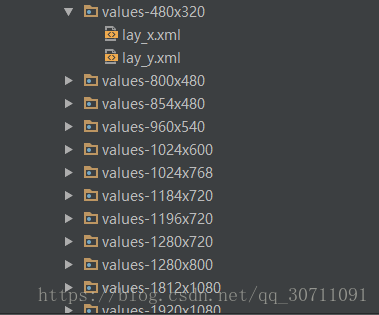 values-480x320
lay_x.xml
lay_y.xml
values-800x480
values-854x480
values-960x540
values-1024x600
values-1024x768
values-1184x720
values-1196x720
values-1280x720
values-1280x800
values-1812x1080
values-1920x1080
https://blog.csdn.net/qq_30711091